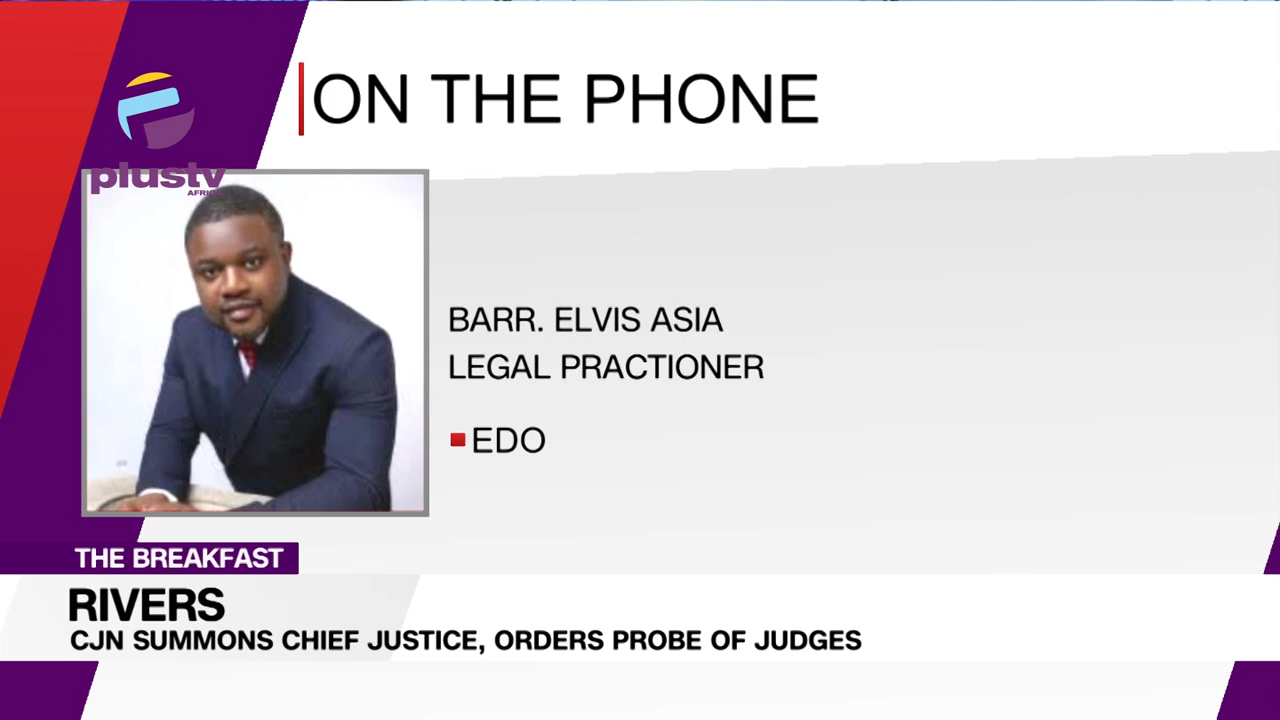 ON THE PHONE
plustv
AFRICA
BARR. ELVIS ASIA
LEGAL PRACTIONER
EDO
THE BREAKFAST
RIVERS
CJN SUMMONS CHIEF JUSTICE, ORDERS PROBE OF JUDGES